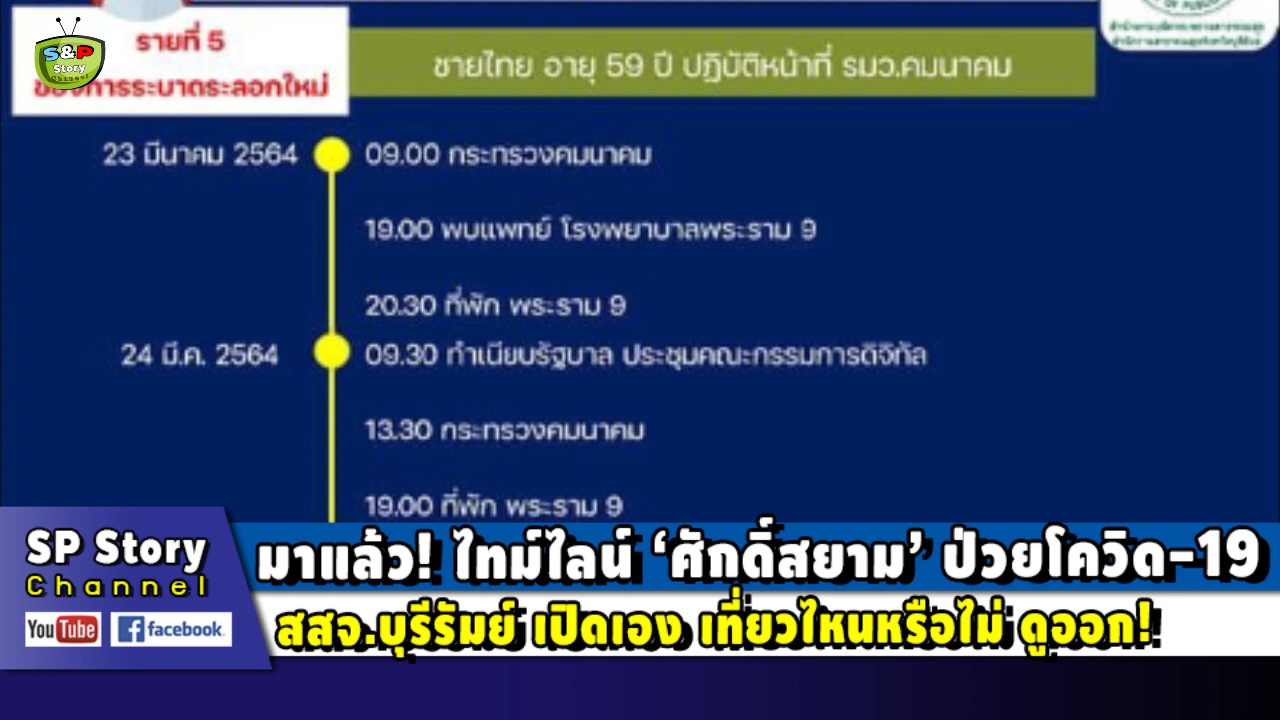 S&P
Story
Channel
รายที่ 5
ของการระบาดระลอกใหม่
ชายไทย อายุ 59 ปี ปฏิบัติหน้าที่ รมว.คมนาคม
23 มีนาคม 2564
09.00 กระทรวงคมนาคม
19.00 พบแพทย์ โรงพยาบาลพระราม 9
20.30 ที่พัก พระราม 9
24 มี.ค. 2564
09.30 ทำเนียบรัฐบาล ประชุมคณะกรรมการดิจิทัล
13.30 กระทรวงคมนาคม
19.00 ที่พัก พระราม 9
SP Story
Channel
YouTube
facebook
มาแล้ว! ไทม์ไลน์ ‘ศักดิ์สยาม’ ป่วยโควิด-19
สสจ.บุรีรัมย์ เปิดเอง เที่ยวไหนหรือไม่ ดูออก!